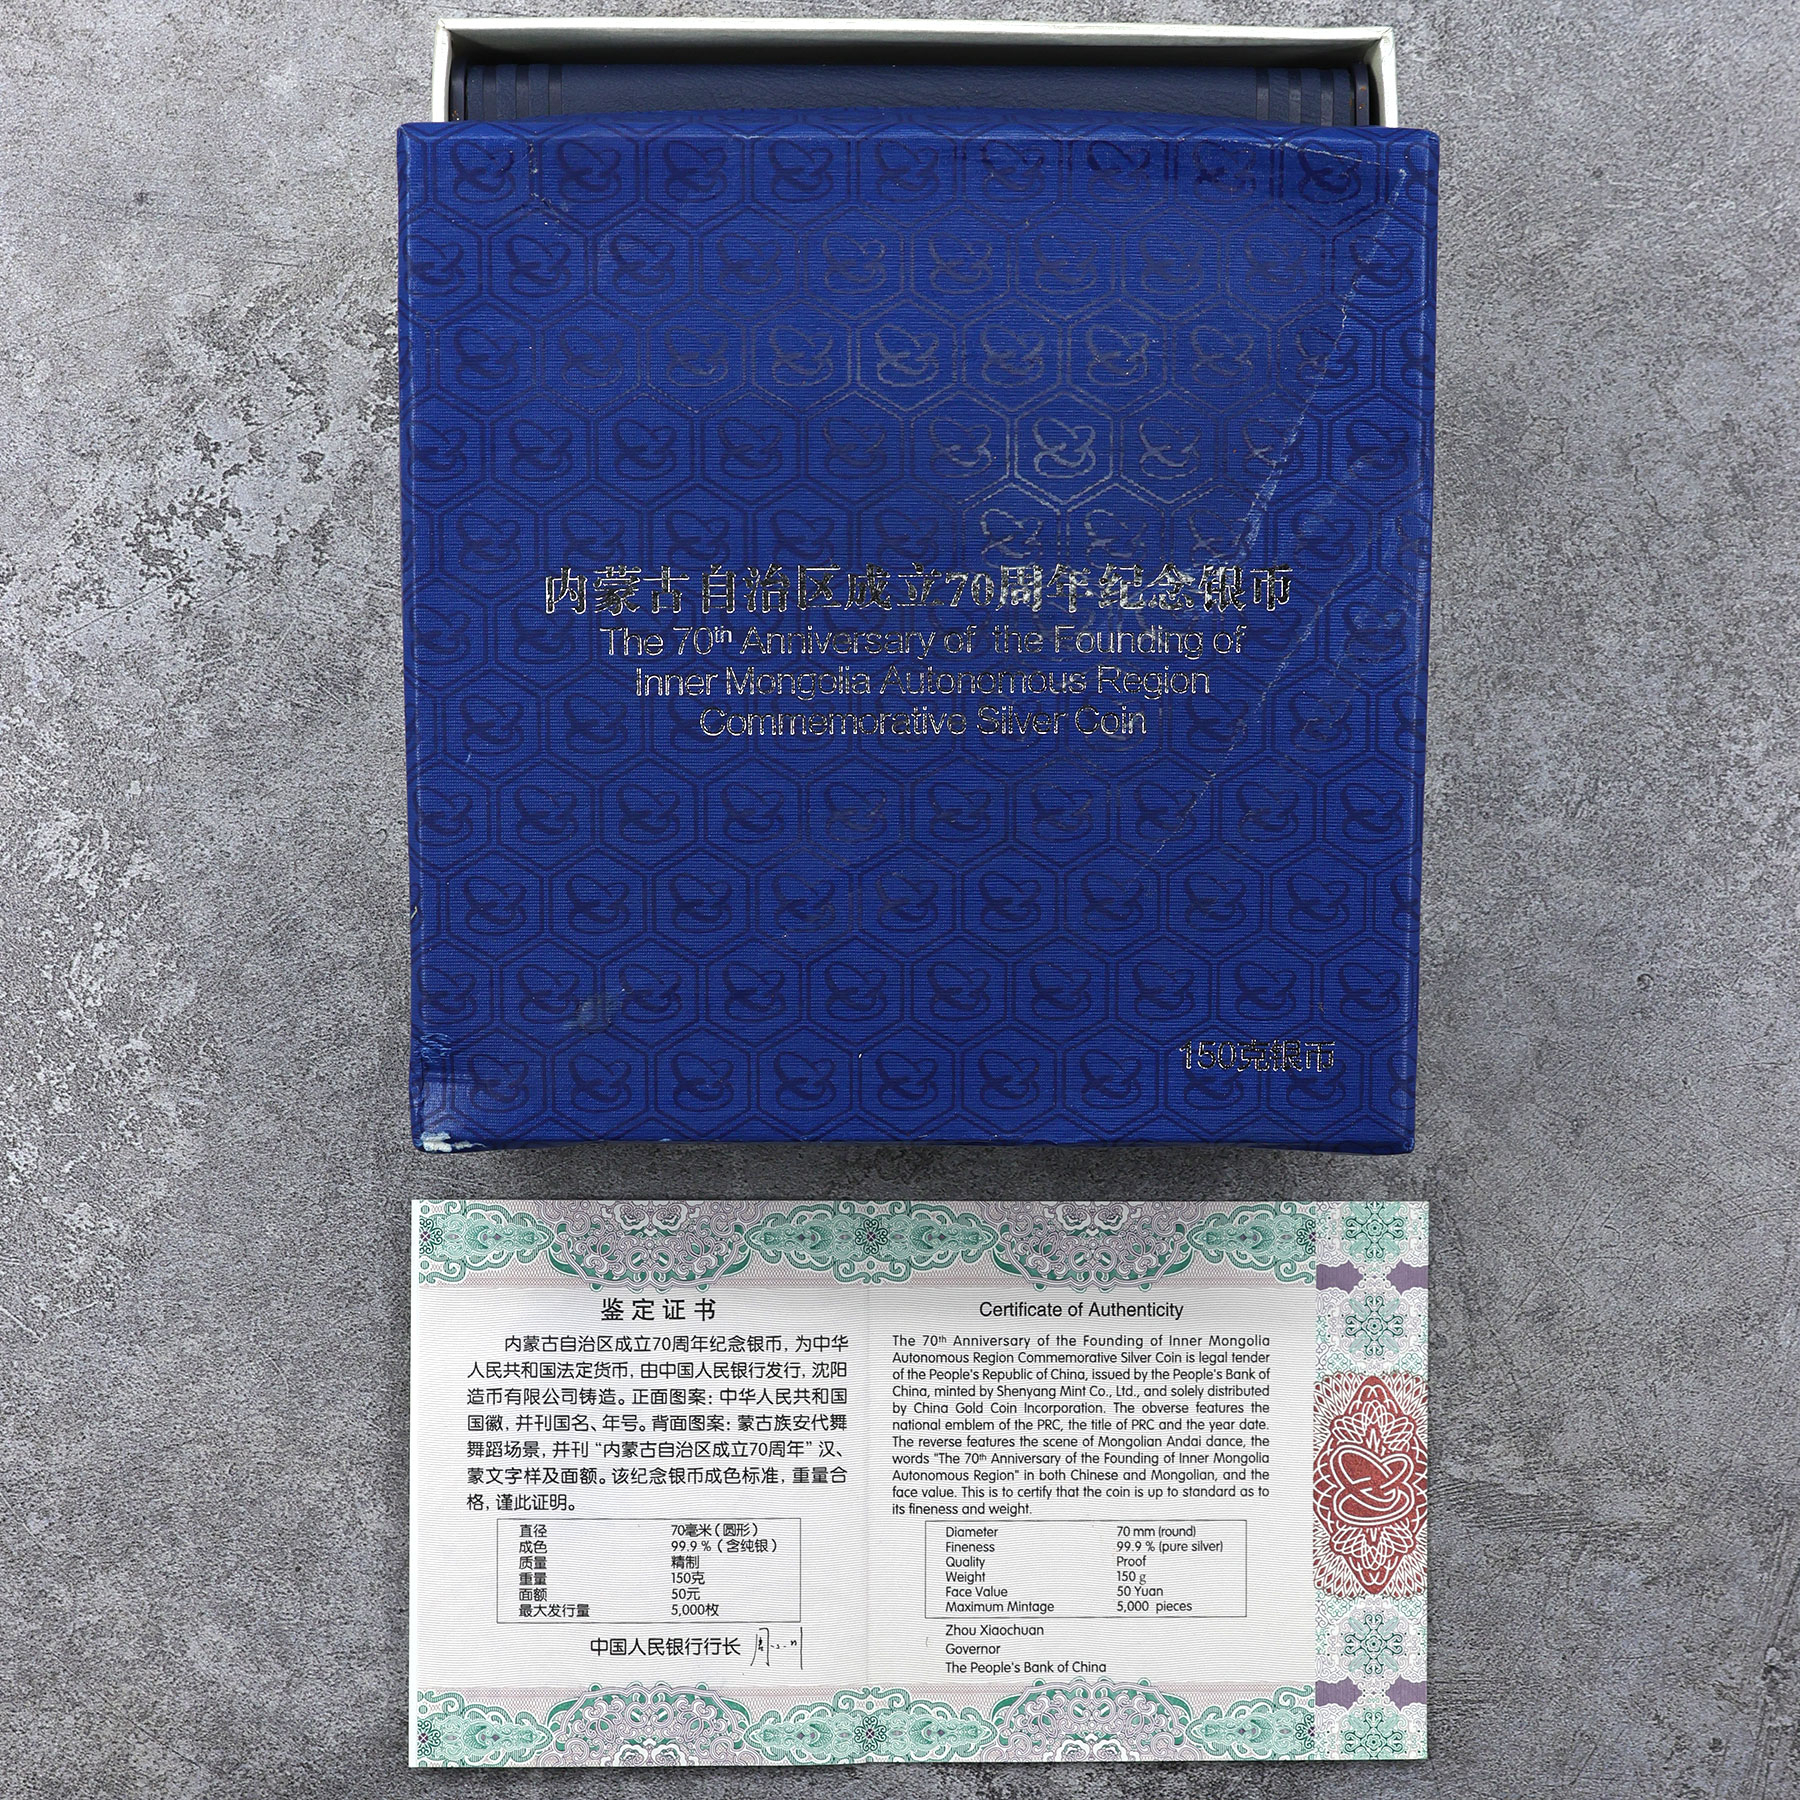 内蒙古自治区成立70周年纪念银币
The 70th Anniversary of the Founding of
Inner Mongolia Autonomous Region
Commemorative Silver Coin
150克银币
鉴定证书
内蒙古自治区成立70周年纪念银币，为中华
人民共和国法定货币，由中国人民银行发行，沈阳
造币有限公司铸造。正面图案：中华人民共和国
国徽，并刊国名、年号。背面图案：蒙古族安代舞
舞蹈场景，并刊“内蒙古自治区成立70周年”汉、
蒙文字样及面额。该纪念银币成色标准，重量合
格，谨此证明。
直径 70毫米（圆形）
成色 99.9 %（含纯银）
质量 精制
重量 150克
面额 50元
最大发行量 5,000枚
中国人民银行行长
Certificate of Authenticity
The 70th Anniversary of the Founding of Inner Mongolia
Autonomous Region Commemorative Silver Coin is legal tender
of the People's Republic of China, issued by the People's Bank of
China, minted by Shenyang Mint Co., Ltd., and solely distributed
by China Gold Coin Incorporation. The obverse features the
national emblem of the PRC, the title of PRC and the year date.
The reverse features the scene of Mongolian Andai dance, the
words "The 70th Anniversary of the Founding of Inner Mongolia
Autonomous Region" in both Chinese and Mongolian, and the
face value. This is to certify that the coin is up to standard as to
its fineness and weight.
Diameter 70 mm (round)
Fineness 99.9 % (pure silver)
Quality Proof
Weight 150 g
Face Value 50 Yuan
Maximum Mintage 5,000 pieces
Zhou Xiaochuan
Governor
The People's Bank of China